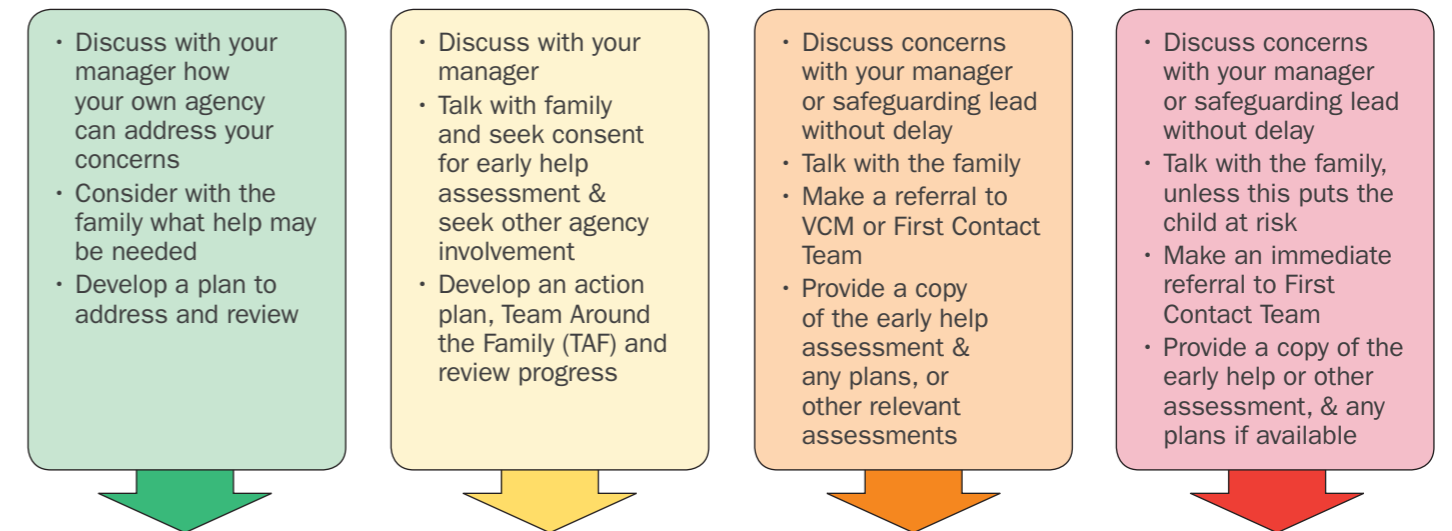 · Discuss with your
manager how
your own agency
can address your
concerns
· Consider with the
family what help may
be needed
· Develop a plan to
address and review
· Discuss with your
manager
· Talk with family
and seek consent
for early help
assessment &
seek other agency
involvement
· Develop an action
plan, Team Around
the Family (TAF) and
review progress
· Discuss concerns
with your manager
or safeguarding lead
without delay
· Talk with the family
· Make a referral to
VCM or First Contact
Team
· Provide a copy
of the early help
assessment &
any plans, or
other relevant
assessments
· Discuss concerns
with your manager
or safeguarding lead
without delay
· Talk with the family,
unless this puts the
child at risk
· Make an immediate
referral to First
Contact Team
· Provide a copy of the
early help or other
assessment, & any
plans if available